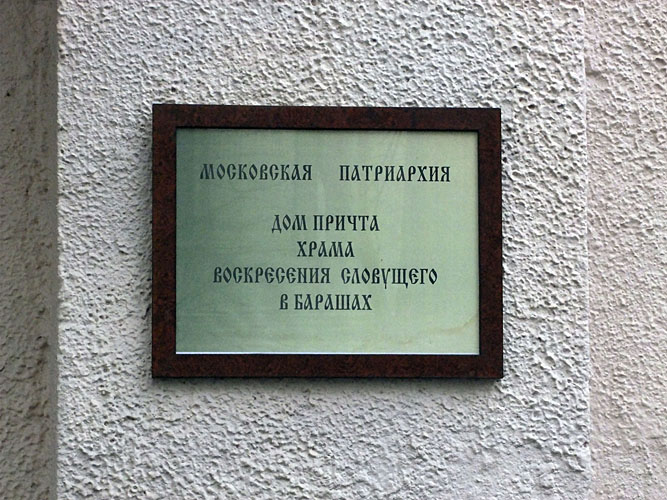 МОСКОВСКАЯ ПАТРИАРХИЯ
ДОМ ПРИЧТА
ХРАМА
ВОСКРЕСЕНИЯ СЛОВУЩЕГО
В БАРАШАХ